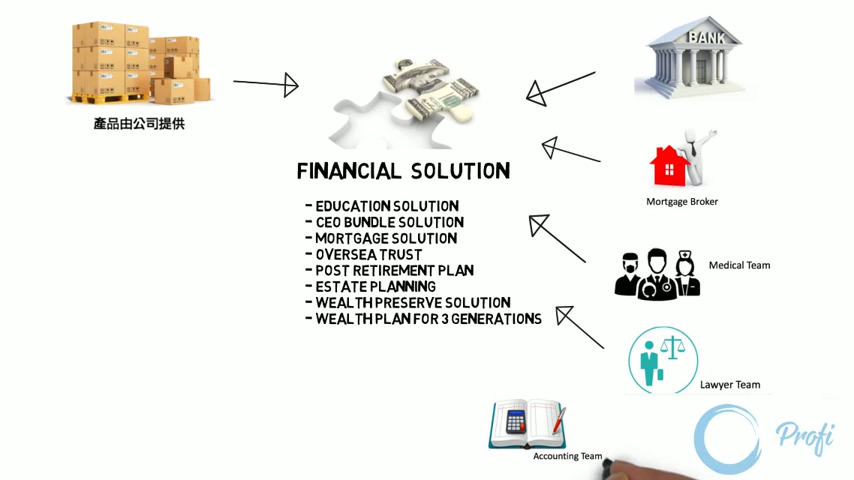 產品由公司提供
BANK
FINANCIAL SOLUTION
- EDUCATION SOLUTION
- CEO BUNDLE SOLUTION
- MORTGAGE SOLUTION
- OVERSEA TRUST
- POST RETIREMENT PLAN
- ESTATE PLANNING
- WEALTH PRESERVE SOLUTION
- WEALTH PLAN FOR 3 GENERATIONS
Mortgage Broker
Medical Team
Lawyer Team
Accounting Team
Profi